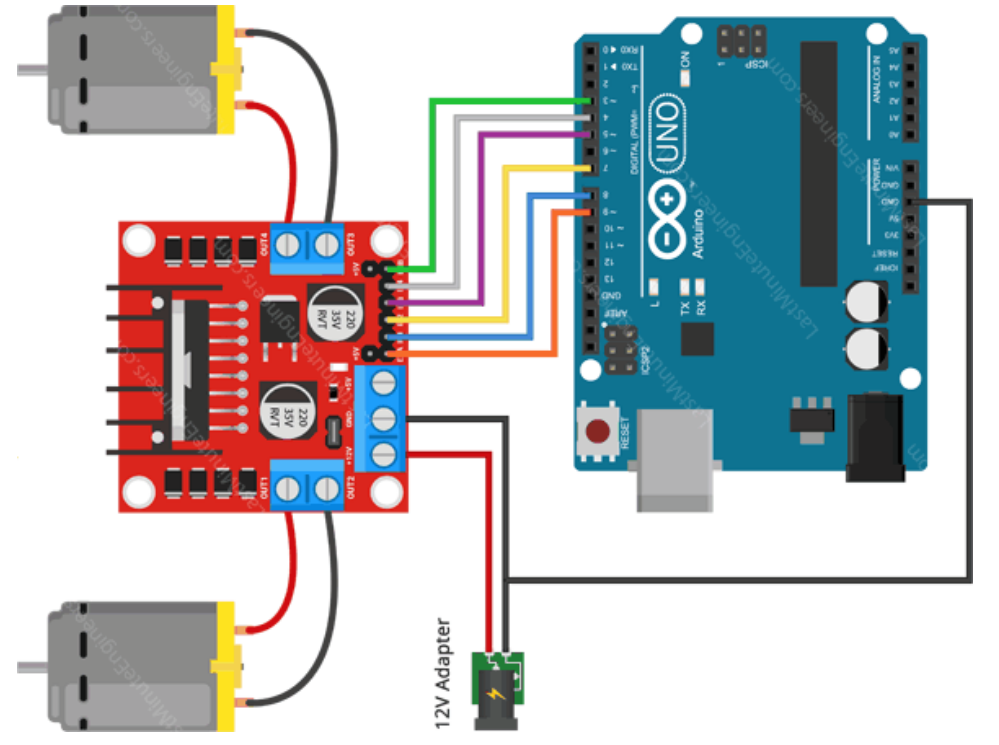 0 ◄ RX0
1 ► TX0
2
3 ~
4
5 ~
6 ~
7
8
9 ~
10 ~
11 ~
12
13
GND
AREF
DIGITAL (PWM~
UNO
Arduino
ON
1
ICSP
ICSP2
L
TX
RX
RESET
ANALOG IN
A5
A4
A3
A2
A1
A0
POWER
VIN
GND
GND
5V
3V3
RESET
IOREF
OUT4
OUT3
+5V
+5V
220
35V
RVT
220
35V
RVT
+5V
GND
+12V
OUT1
OUT2
12V Adapter
LastMinuteEngineers.com